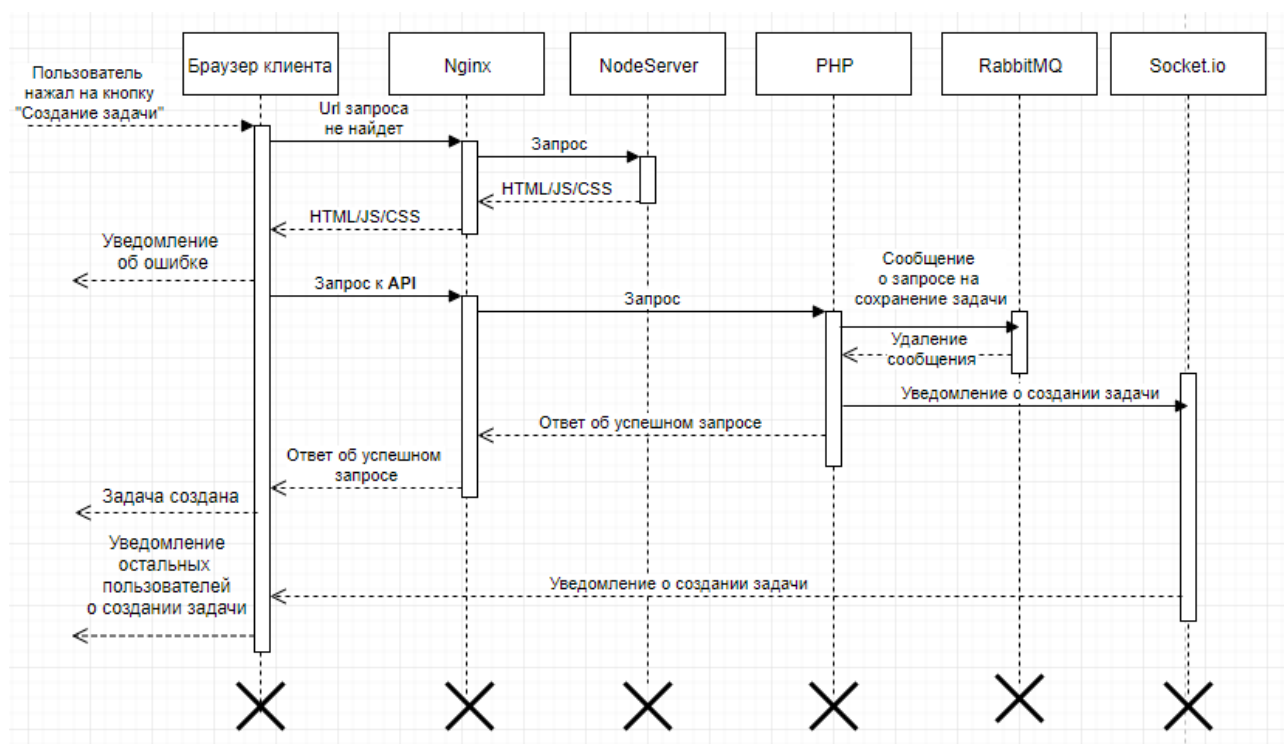 Браузер клиента
Nginx
NodeServer
PHP
RabbitMQ
Socket.io
Пользователь
нажал на кнопку
"Создание задачи"
Url запроса
не найдет
Запрос
HTML/JS/CSS
HTML/JS/CSS
Уведомление
об ошибке
Запрос к API
Запрос
Сообщение
о запросе на
сохранение задачи
Удаление
сообщения
Уведомление о создании задачи
Ответ об успешном запросе
Ответ об успешном
запросе
Задача создана
Уведомление
остальных
пользователей
о создании задачи
Уведомление о создании задачи